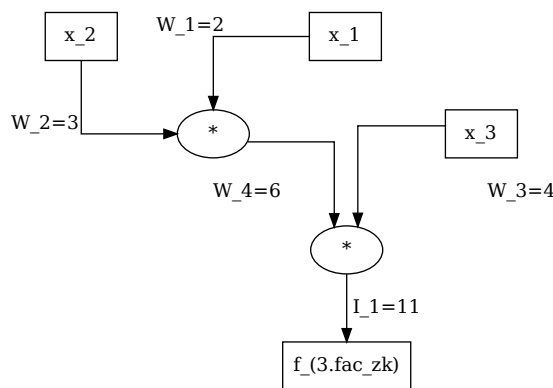 x_2
W_1=2
x_1
W_2=3
*
x_3
W_4=6
W_3=4
*
I_1=11
f_(3.fac_zk)